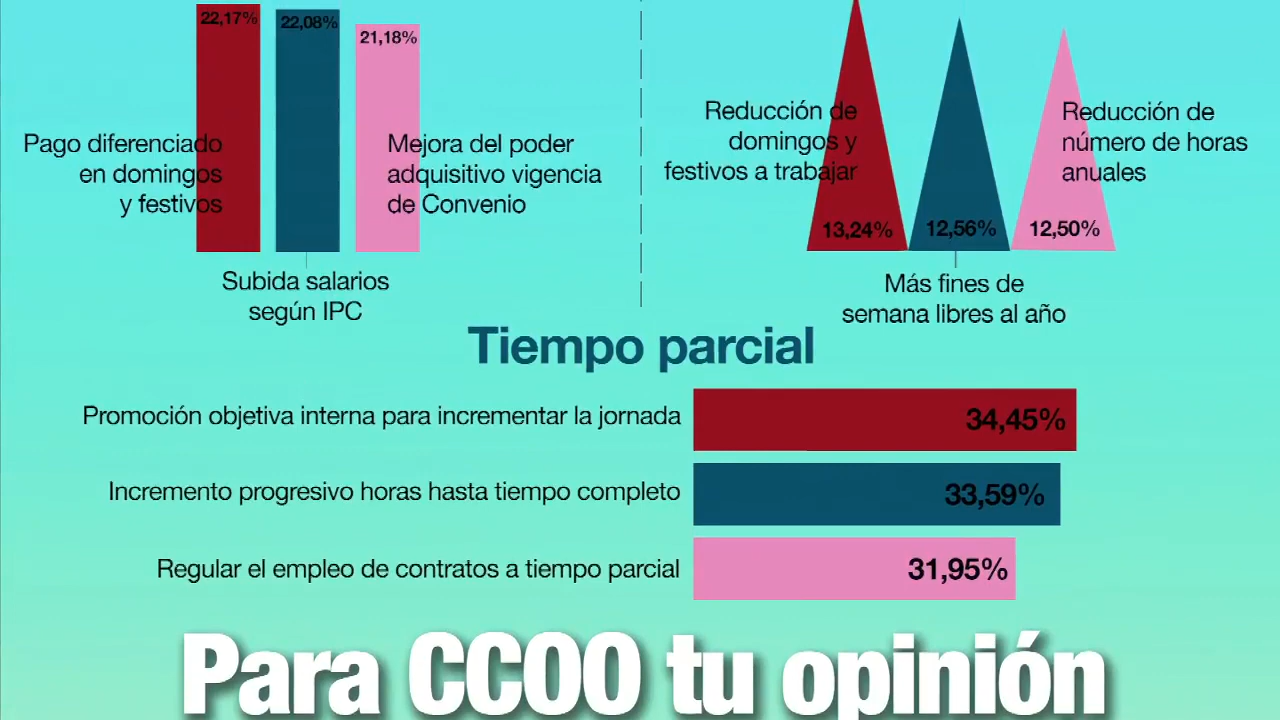 22,17%
22,08%
21,18%
Pago diferenciado
en domingos
y festivos
Mejora del poder
adquisitivo vigencia
de Convenio
Subida salarios
según IPC
Reducción de
domingos y
festivos a trabajar
Reducción de
número de horas
anuales
13,24%
12,56%
12,50%
Más fines de
semana libres al año
Tiempo parcial
Promoción objetiva interna para incrementar la jornada
34,45%
Incremento progresivo horas hasta tiempo completo
33,59%
Regular el empleo de contratos a tiempo parcial
31,95%
Para CCOO tu opinión